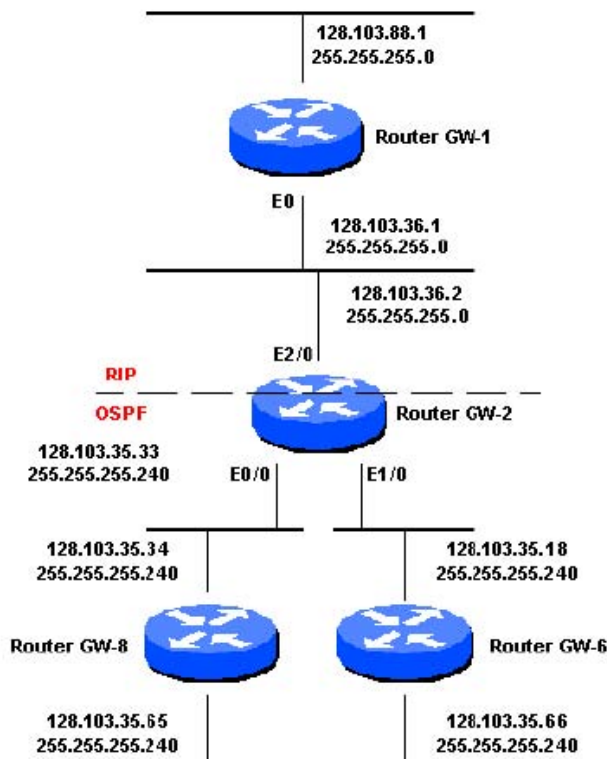 128.103.88.1
255.255.255.0
Router GW-1
E0
128.103.36.1
255.255.255.0
128.103.36.2
255.255.255.0
E2/0
RIP
OSPF
Router GW-2
128.103.35.33
255.255.255.240
E0/0
E1/0
128.103.35.34
255.255.255.240
128.103.35.18
255.255.255.240
Router GW-8
Router GW-6
128.103.35.65
255.255.255.240
128.103.35.66
255.255.255.240